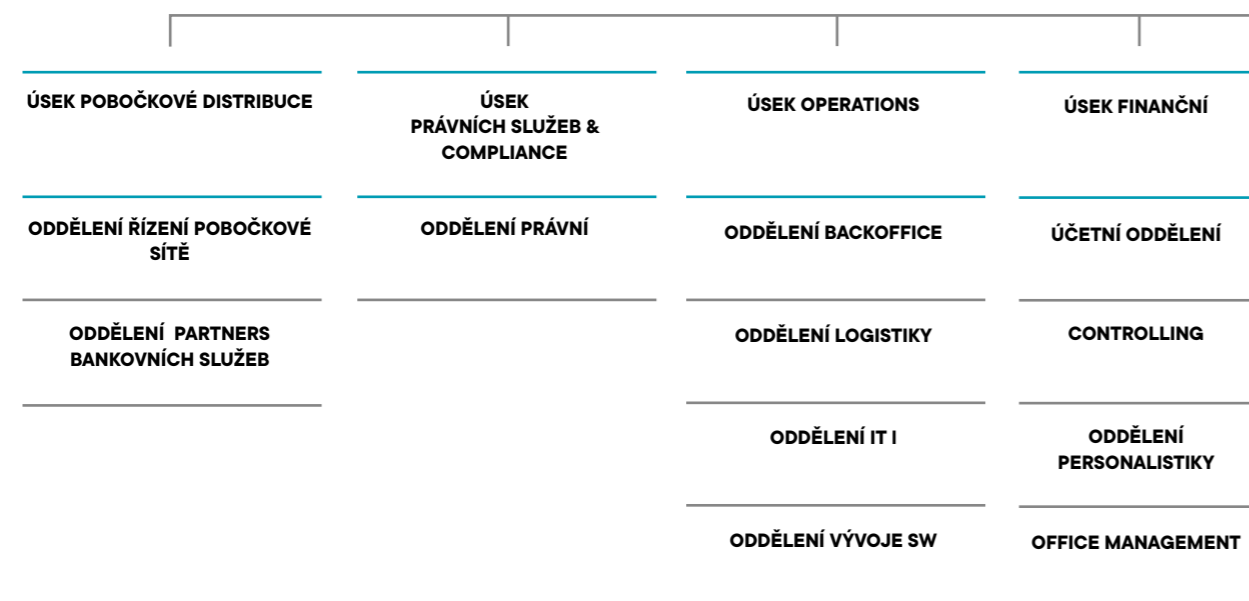 ÚSEK POBOČKOVÉ DISTRIBUCE
ÚSEK
PRÁVNÍCH SLUŽEB &
COMPLIANCE
ÚSEK OPERATIONS
ÚSEK FINANČNÍ
ODDĚLENÍ ŘÍZENÍ POBOČKOVÉ
SÍTĚ
ODDĚLENÍ PRÁVNÍ
ODDĚLENÍ BACKOFFICE
ÚČETNÍ ODDĚLENÍ
ODDĚLENÍ PARTNERS
BANKOVNÍCH SLUŽEB
ODDĚLENÍ LOGISTIKY
CONTROLLING
ODDĚLENÍ IT I
ODDĚLENÍ
PERSONALISTIKY
ODDĚLENÍ VÝVOJE SW
OFFICE MANAGEMENT